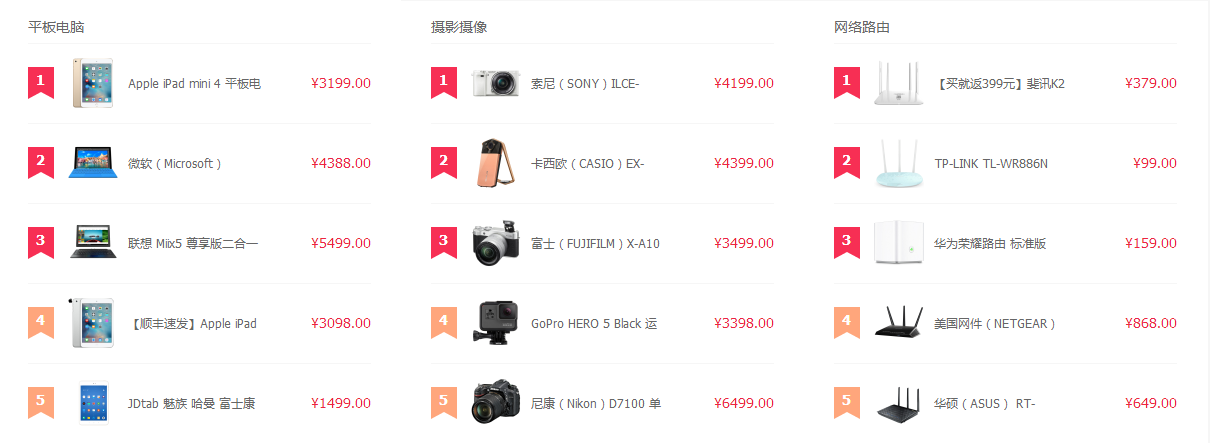 平板电脑
1
Apple iPad mini 4 平板电
¥3199.00
2
微软（Microsoft）
¥4388.00
3
联想 Miix5 尊享版二合一
¥5499.00
4
【顺丰速发】Apple iPad
¥3098.00
5
JDtab 魅族 哈曼 富士康
¥1499.00
摄影摄像
1
索尼（SONY）ILCE-
¥4199.00
2
卡西欧（CASIO）EX-
¥4399.00
3
富士（FUJIFILM）X-A10
¥3499.00
4
GoPro HERO 5 Black 运
¥3398.00
5
尼康（Nikon）D7100 单
¥6499.00
网络路由
1
【买就返399元】斐讯K2
¥379.00
2
TP-LINK TL-WR886N
¥99.00
3
华为荣耀路由 标准版
¥159.00
4
美国网件（NETGEAR）
¥868.00
5
华硕（ASUS） RT-
¥649.00